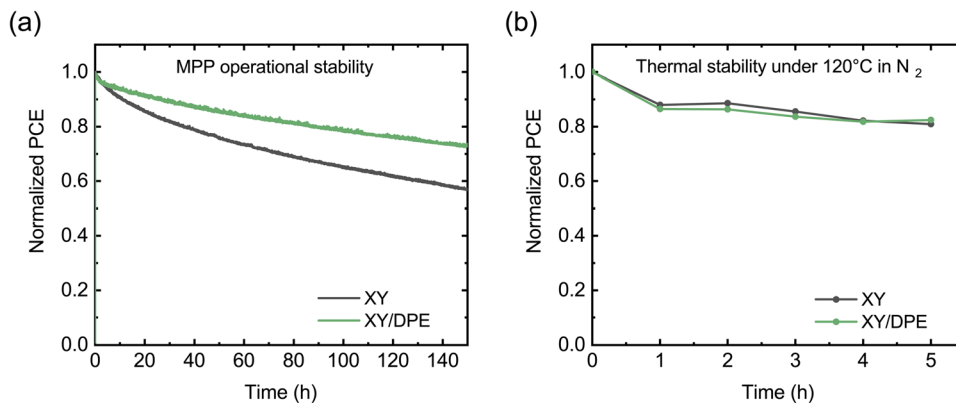 (a)
MPP operational stability
Normalized PCE
1.0
0.8
0.6
0.4
0.2
0.0
XY
XY/DPE
0 20 40 60 80 100 120 140
Time (h)
(b)
Thermal stability under 120°C in N 2
Normalized PCE
1.0
0.8
0.6
0.4
0.2
0.0
XY
XY/DPE
0 1 2 3 4 5
Time (h)